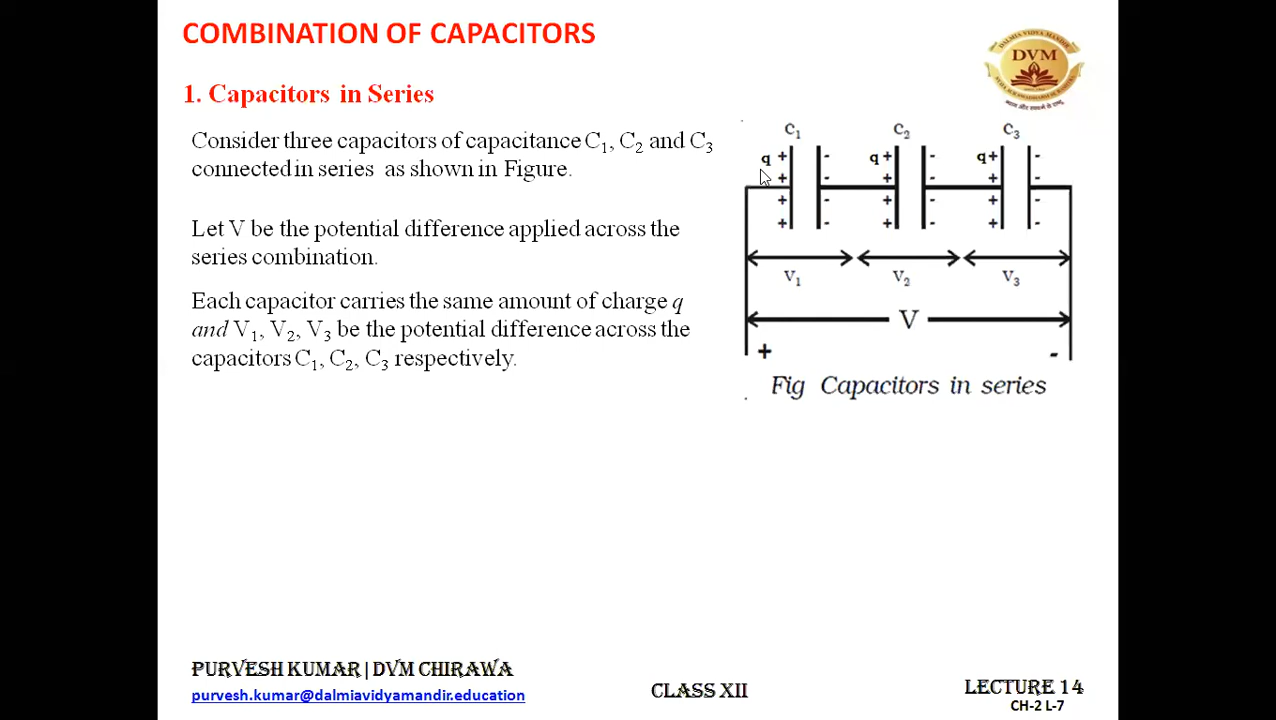 COMBINATION OF CAPACITORS
DALMIA VIDYA MANDIR
DVM
1. Capacitors in Series
Consider three capacitors of capacitance C₁, C₂ and C₃
connected in series as shown in Figure.
Let V be the potential difference applied across the
series combination.
Each capacitor carries the same amount of charge q
and V₁, V₂, V₃ be the potential difference across the
capacitors C₁, C₂, C₃ respectively.
C₁ C₂ C₃
q + - q + - q + -
+ - + - + -
+ - + - + -
+ - + - + -
V₁ V₂ V₃
V
+ -
Fig Capacitors in series
PURVESH KUMAR | DVM CHIRAWA
purvesh.kumar@dalmiavidyamandir.education
CLASS XII
LECTURE 14
CH-2 L-7